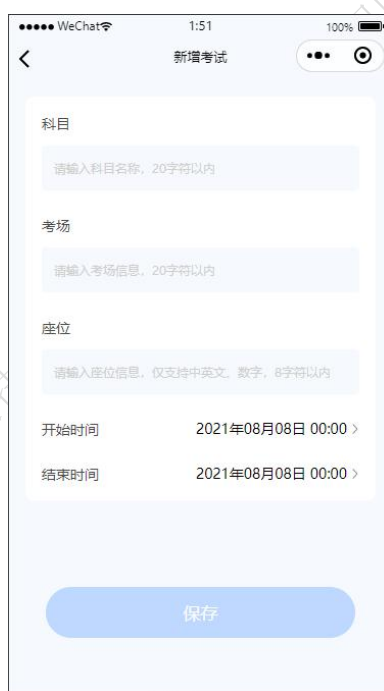 WeChat 1:51 100%
新增考试
科目
请输入科目名称，20字符以内
考场
请输入考场信息，20字符以内
座位
请输入座位信息，仅支持中英文，数字，8字符以内
开始时间 2021年08月08日 00:00
结束时间 2021年08月08日 00:00
保存